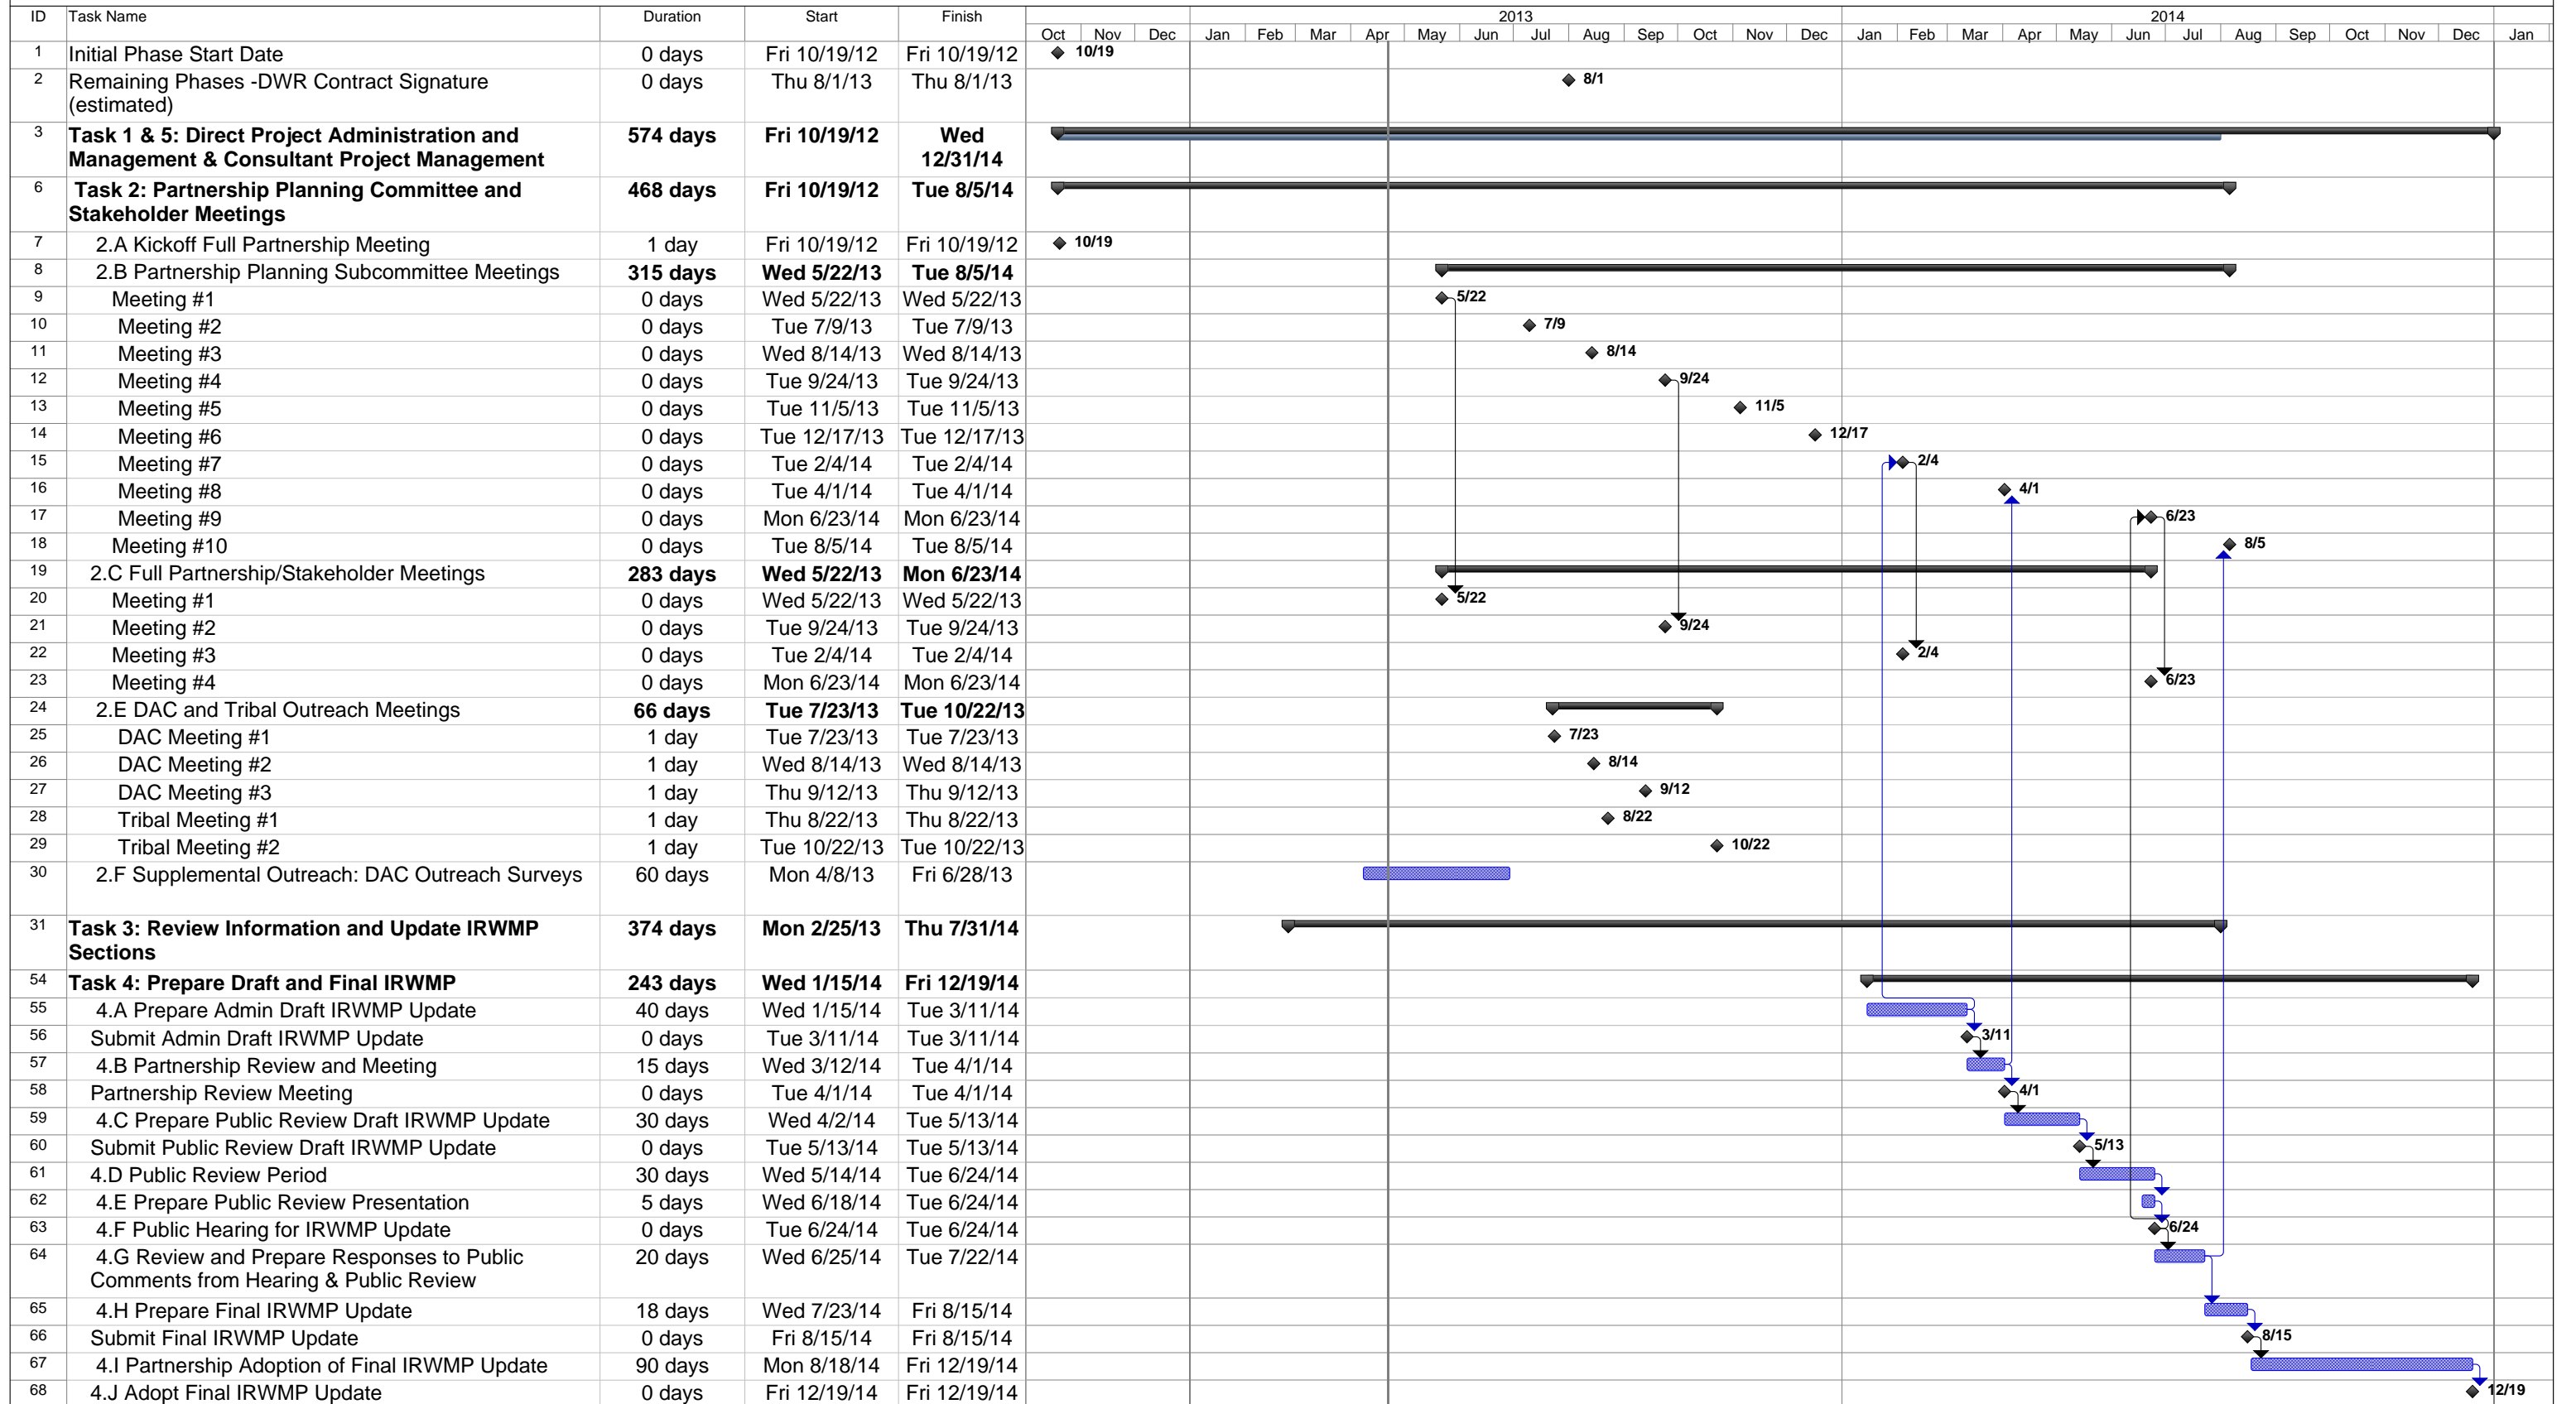 ID Task Name Duration Start Finish 2013 2014
Oct Nov Dec Jan Feb Mar Apr May Jun Jul Aug Sep Oct Nov Dec Jan Feb Mar Apr May Jun Jul Aug Sep Oct Nov Dec Jan
1 Initial Phase Start Date 0 days Fri 10/19/12 Fri 10/19/12 10/19
2 Remaining Phases -DWR Contract Signature 0 days Thu 8/1/13 Thu 8/1/13 8/1
(estimated)
3 Task 1 & 5: Direct Project Administration and 574 days Fri 10/19/12 Wed
Management & Consultant Project Management 12/31/14
6 Task 2: Partnership Planning Committee and 468 days Fri 10/19/12 Tue 8/5/14
Stakeholder Meetings
7 2.A Kickoff Full Partnership Meeting 1 day Fri 10/19/12 Fri 10/19/12 10/19
8 2.B Partnership Planning Subcommittee Meetings 315 days Wed 5/22/13 Tue 8/5/14
9 Meeting #1 0 days Wed 5/22/13 Wed 5/22/13 5/22
10 Meeting #2 0 days Tue 7/9/13 Tue 7/9/13 7/9
11 Meeting #3 0 days Wed 8/14/13 Wed 8/14/13 8/14
12 Meeting #4 0 days Tue 9/24/13 Tue 9/24/13 9/24
13 Meeting #5 0 days Tue 11/5/13 Tue 11/5/13 11/5
14 Meeting #6 0 days Tue 12/17/13 Tue 12/17/13 12/17
15 Meeting #7 0 days Tue 2/4/14 Tue 2/4/14 2/4
16 Meeting #8 0 days Tue 4/1/14 Tue 4/1/14 4/1
17 Meeting #9 0 days Mon 6/23/14 Mon 6/23/14 6/23
18 Meeting #10 0 days Tue 8/5/14 Tue 8/5/14 8/5
19 2.C Full Partnership/Stakeholder Meetings 283 days Wed 5/22/13 Mon 6/23/14
20 Meeting #1 0 days Wed 5/22/13 Wed 5/22/13 5/22
21 Meeting #2 0 days Tue 9/24/13 Tue 9/24/13 9/24
22 Meeting #3 0 days Tue 2/4/14 Tue 2/4/14 2/4
23 Meeting #4 0 days Mon 6/23/14 Mon 6/23/14 6/23
24 2.E DAC and Tribal Outreach Meetings 66 days Tue 7/23/13 Tue 10/22/13
25 DAC Meeting #1 1 day Tue 7/23/13 Tue 7/23/13 7/23
26 DAC Meeting #2 1 day Wed 8/14/13 Wed 8/14/13 8/14
27 DAC Meeting #3 1 day Thu 9/12/13 Thu 9/12/13 9/12
28 Tribal Meeting #1 1 day Thu 8/22/13 Thu 8/22/13 8/22
29 Tribal Meeting #2 1 day Tue 10/22/13 Tue 10/22/13 10/22
30 2.F Supplemental Outreach: DAC Outreach Surveys 60 days Mon 4/8/13 Fri 6/28/13
31 Task 3: Review Information and Update IRWMP 374 days Mon 2/25/13 Thu 7/31/14
Sections
54 Task 4: Prepare Draft and Final IRWMP 243 days Wed 1/15/14 Fri 12/19/14
55 4.A Prepare Admin Draft IRWMP Update 40 days Wed 1/15/14 Tue 3/11/14
56 Submit Admin Draft IRWMP Update 0 days Tue 3/11/14 Tue 3/11/14 3/11
57 4.B Partnership Review and Meeting 15 days Wed 3/12/14 Tue 4/1/14
58 Partnership Review Meeting 0 days Tue 4/1/14 Tue 4/1/14 4/1
59 4.C Prepare Public Review Draft IRWMP Update 30 days Wed 4/2/14 Tue 5/13/14
60 Submit Public Review Draft IRWMP Update 0 days Tue 5/13/14 Tue 5/13/14 5/13
61 4.D Public Review Period 30 days Wed 5/14/14 Tue 6/24/14
62 4.E Prepare Public Review Presentation 5 days Wed 6/18/14 Tue 6/24/14
63 4.F Public Hearing for IRWMP Update 0 days Tue 6/24/14 Tue 6/24/14 6/24
64 4.G Review and Prepare Responses to Public 20 days Wed 6/25/14 Tue 7/22/14
Comments from Hearing & Public Review
65 4.H Prepare Final IRWMP Update 18 days Wed 7/23/14 Fri 8/15/14
66 Submit Final IRWMP Update 0 days Fri 8/15/14 Fri 8/15/14 8/15
67 4.I Partnership Adoption of Final IRWMP Update 90 days Mon 8/18/14 Fri 12/19/14
68 4.J Adopt Final IRWMP Update 0 days Fri 12/19/14 Fri 12/19/14 12/19